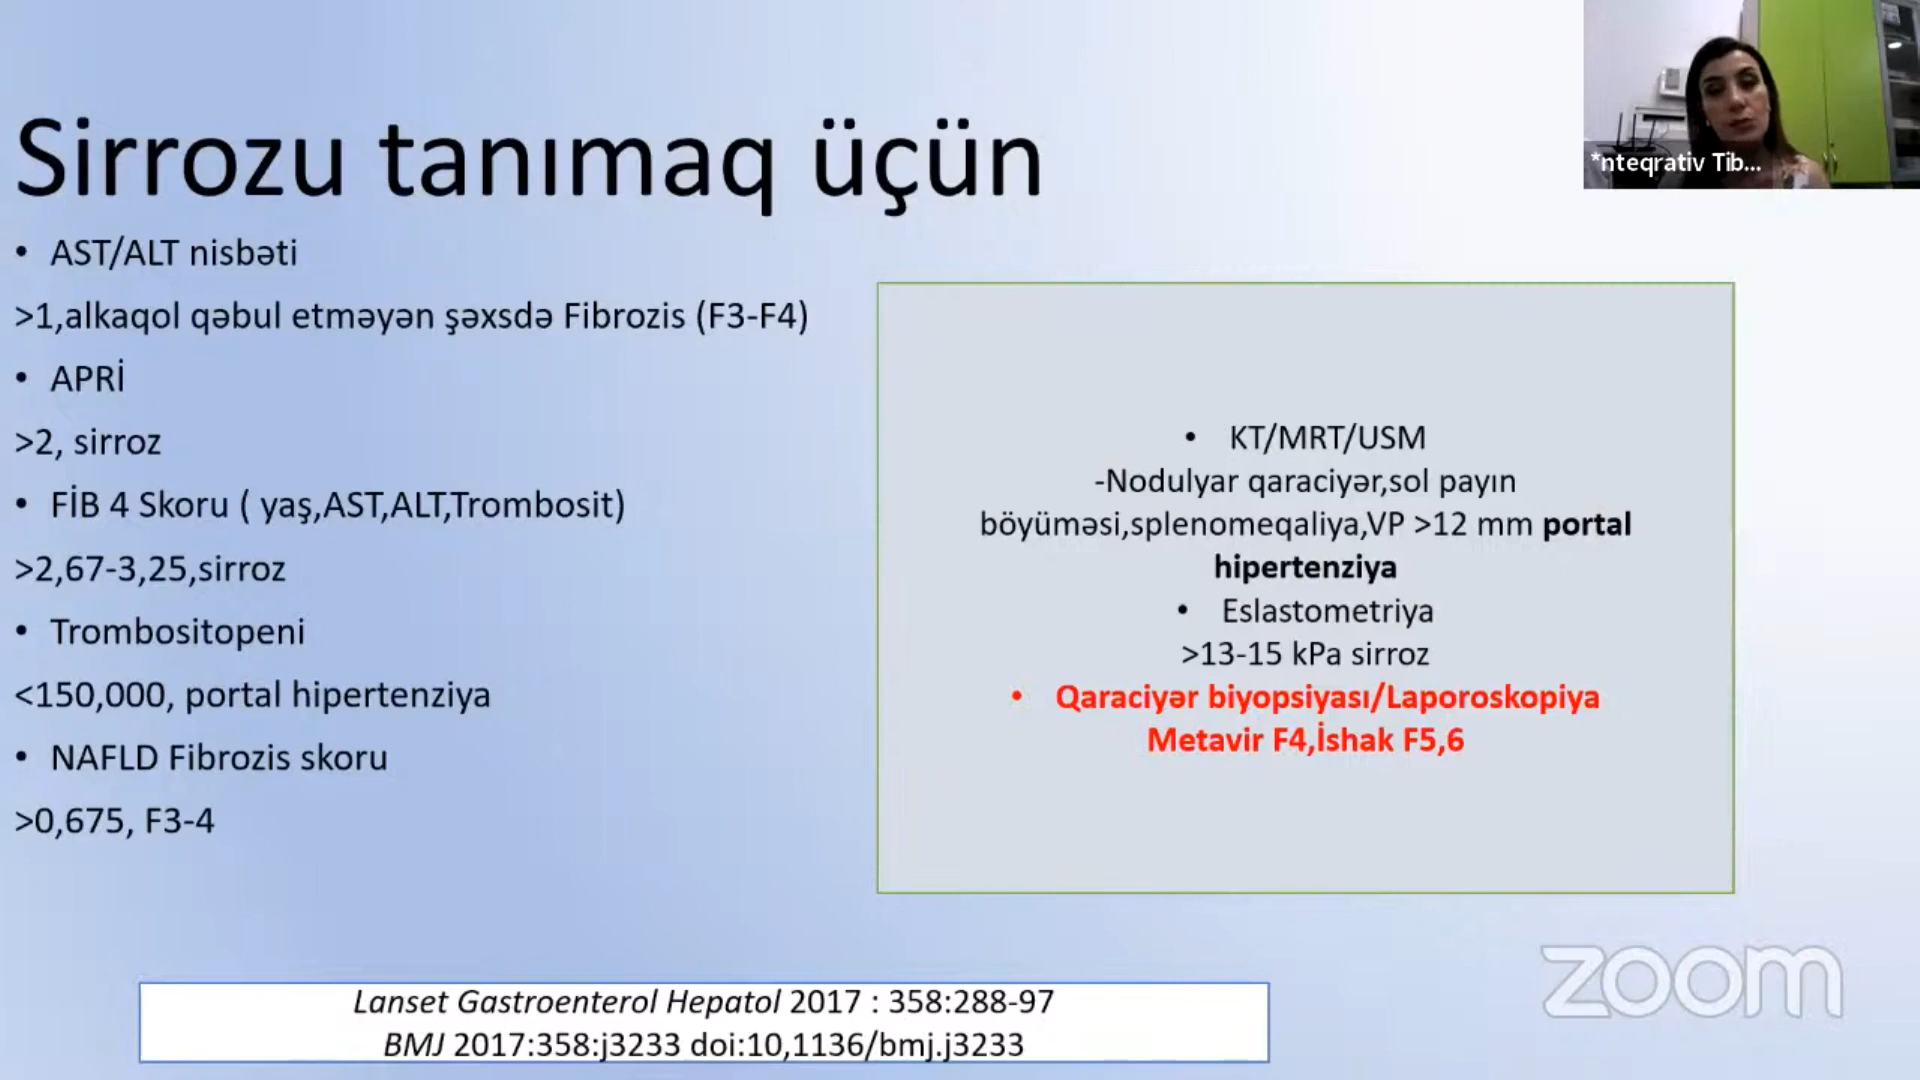 Sirrozu tanımaq üçün
• AST/ALT nisbəti
>1,alkaqol qəbul etməyən şəxsdə Fibrozis (F3-F4)
• APRİ
>2, sirroz
• FİB 4 Skoru ( yaş,AST,ALT,Trombosit)
>2,67-3,25,sirroz
• Trombositopeni
<150,000, portal hipertenziya
• NAFLD Fibrozis skoru
>0,675, F3-4
• KT/MRT/USM
-Nodulyar qaraciyər,sol payın
böyüməsi,splenomeqaliya,VP >12 mm portal
hipertenziya
• Eslastometriya
>13-15 kPa sirroz
• Qaraciyər biyopsiyası/Laporoskopiya
Metavir F4,İshak F5,6
Lanset Gastroenterol Hepatol 2017 : 358:288-97
BMJ 2017:358:j3233 doi:10,1136/bmj.j3233
*nteqrativ Tib...
zoom